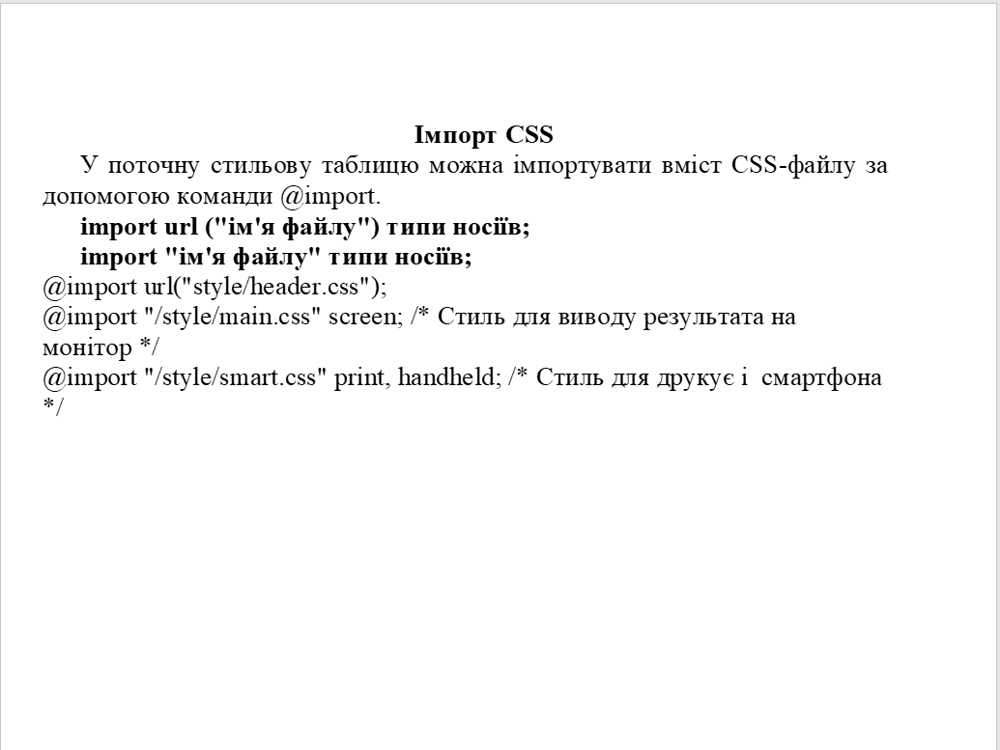 Імпорт CSS
У поточну стильову таблицю можна імпортувати вміст CSS-файлу за
допомогою команди @import.
import url ("ім'я файлу") типи носіїв;
import "ім'я файлу" типи носіїв;
@import url("style/header.css");
@import "/style/main.css" screen; /* Стиль для виводу результата на
монітор */
@import "/style/smart.css" print, handheld; /* Стиль для друкує і  смартфона
*/